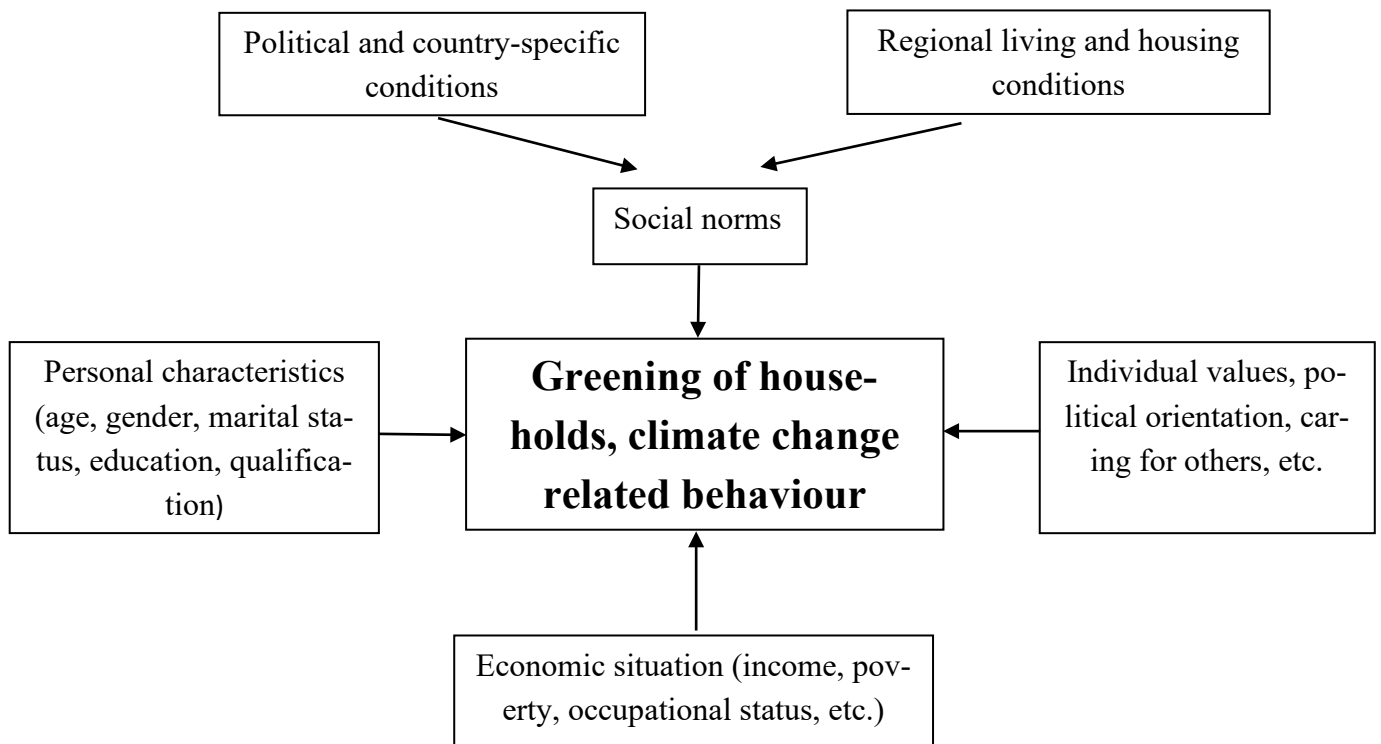 Political and country-specific
conditions
Regional living and housing
conditions
Social norms
Personal characteristics
(age, gender, marital sta-
tus, education, qualifica-
tion)
Greening of house-
holds, climate change
related behaviour
Individual values, po-
litical orientation, car-
ing for others, etc.
Economic situation (income, pov-
erty, occupational status, etc.)